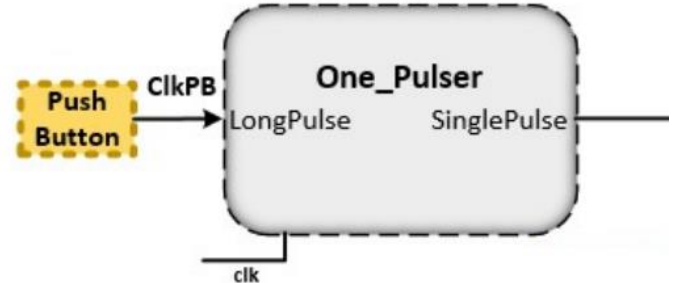 Push
Button
ClkPB
One_Pulser
LongPulse
SinglePulse
clk